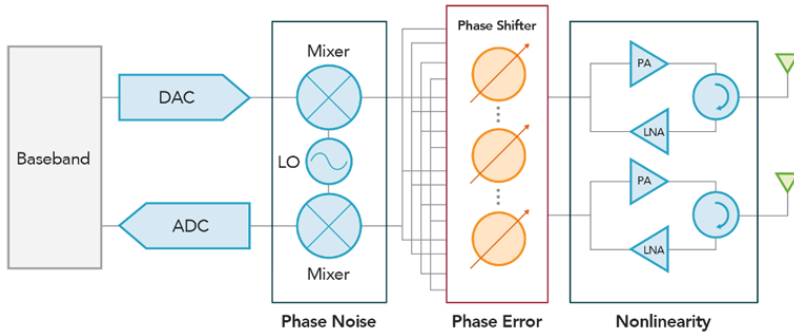 Phase Shifter
Mixer
PA
DAC
LNA
Baseband
LO
PA
ADC
LNA
Mixer
Phase Noise
Phase Error
Nonlinearity